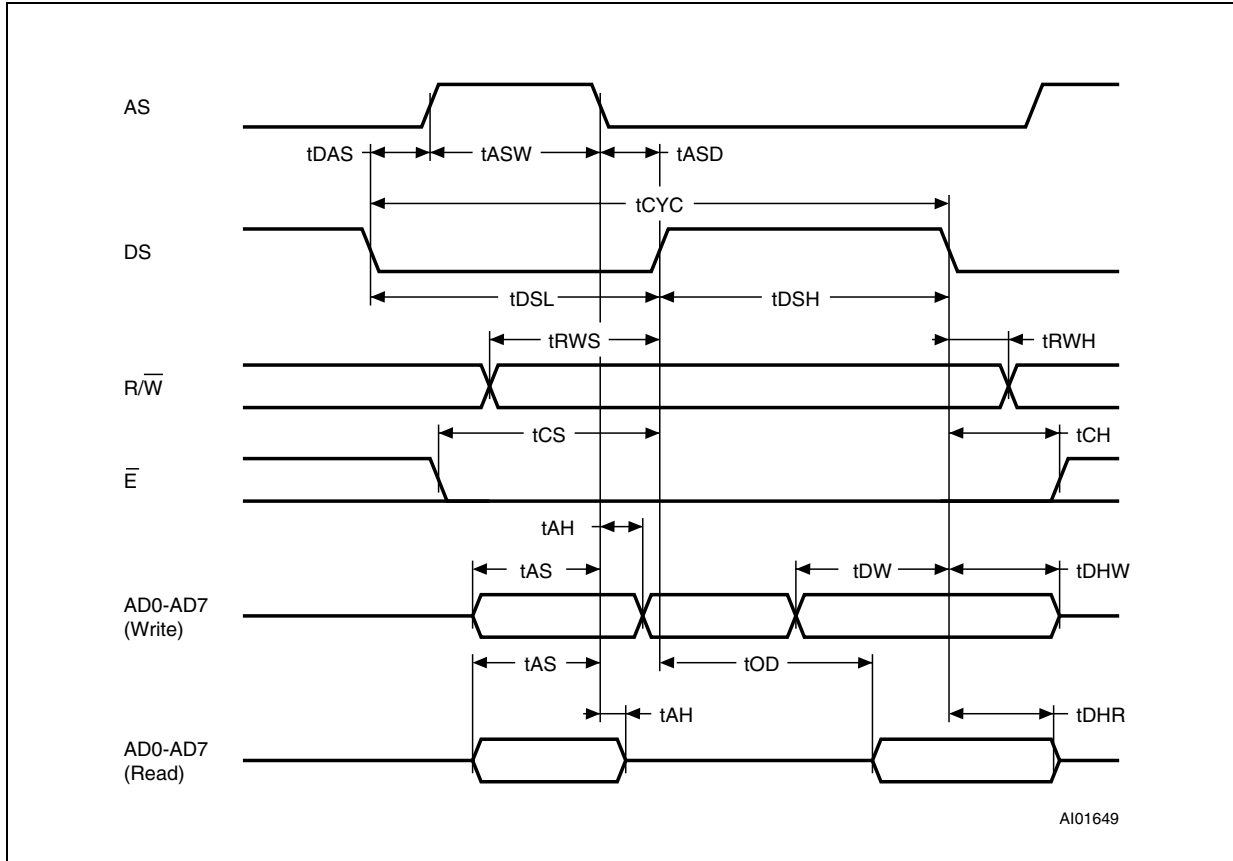 AS
tDAS
tASW
tASD
tCYC
DS
tDSL
tDSH
tRWS
tRWH
R/W̅
tCS
tCH
E̅
tAH
tAS
tDW
tDHW
AD0-AD7
(Write)
tAS
tOD
tAH
tDHR
AD0-AD7
(Read)
AI01649